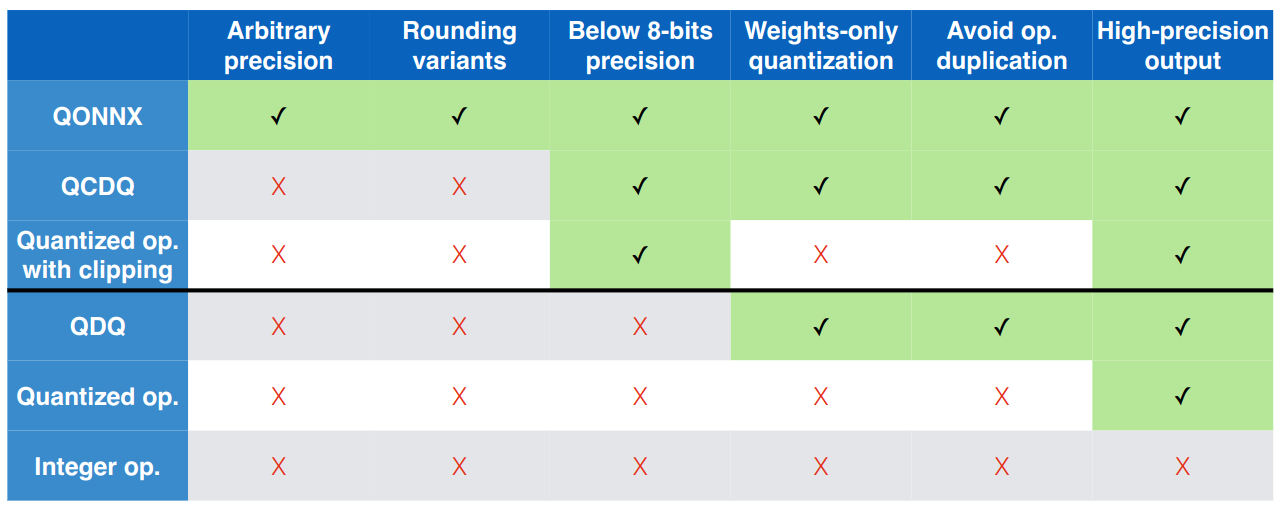 Arbitrary precision Rounding variants Below 8-bits precision Weights-only quantization Avoid op. duplication High-precision output
QONNX ✓ ✓ ✓ ✓ ✓ ✓
QCDQ X X ✓ ✓ ✓ ✓
Quantized op. with clipping X X ✓ X X ✓
QDQ X X X ✓ ✓ ✓
Quantized op. X X X X X ✓
Integer op. X X X X X X